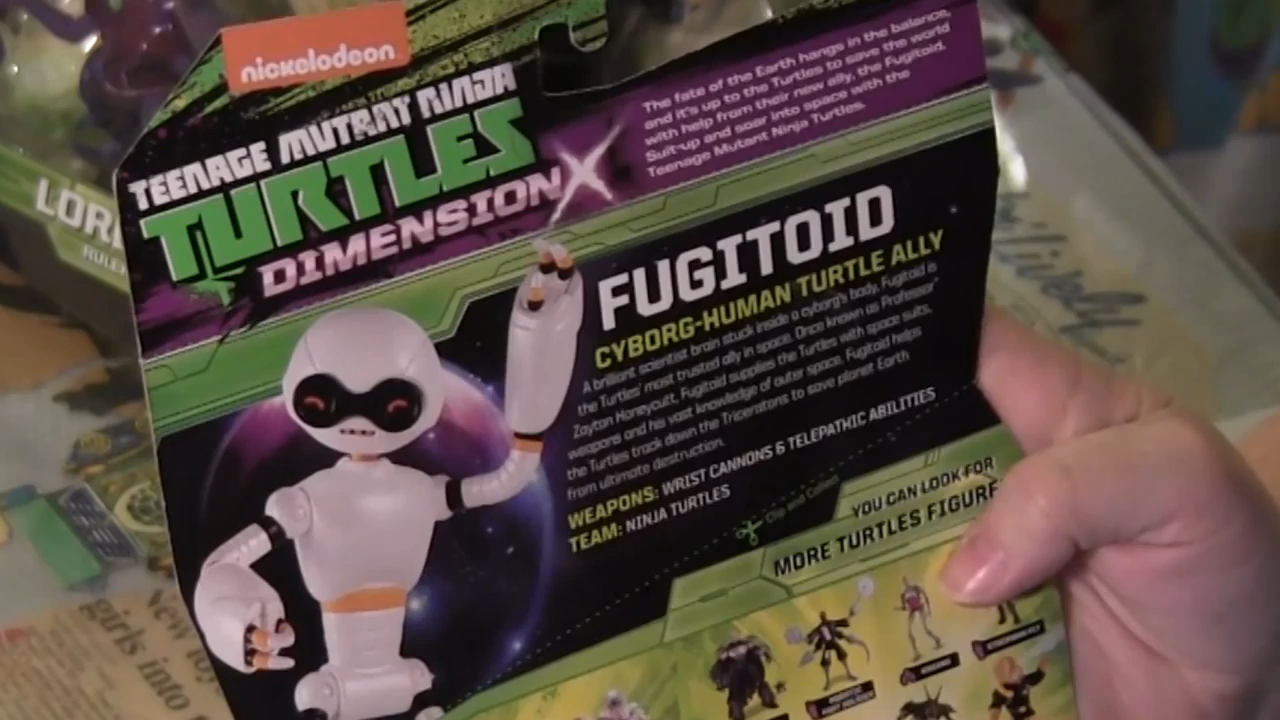 nickelodeon
TEENAGE MUTANT NINJA
TURTLES
DIMENSION X
The fate of the Earth hangs in the balance,
and it's up to the Turtles to save the world
with help from their new ally, the Fugitoid.
Suit-up and soar into space with the
Teenage Mutant Ninja Turtles.
FUGITOID
CYBORG-HUMAN TURTLE ALLY
A brilliant scientist brain stuck inside a cyborg's body, Fugitoid is
the Turtles' most trusted ally in space. Once known as Professor
Zayton Honeycutt, Fugitoid supplies the Turtles with space suits,
weapons and his vast knowledge of outer space. Fugitoid helps
the Turtles track down the Triceratons to save planet Earth
from ultimate destruction.
WEAPONS: WRIST CANNONS & TELEPATHIC ABILITIES
TEAM: NINJA TURTLES
Clip and Collect
YOU CAN LOOK FOR
MORE TURTLES FIGUR
LOR
RULE
girls into